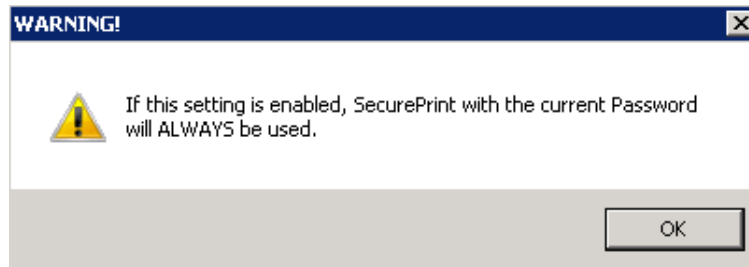 WARNING!
If this setting is enabled, SecurePrint with the current Password
will ALWAYS be used.
OK